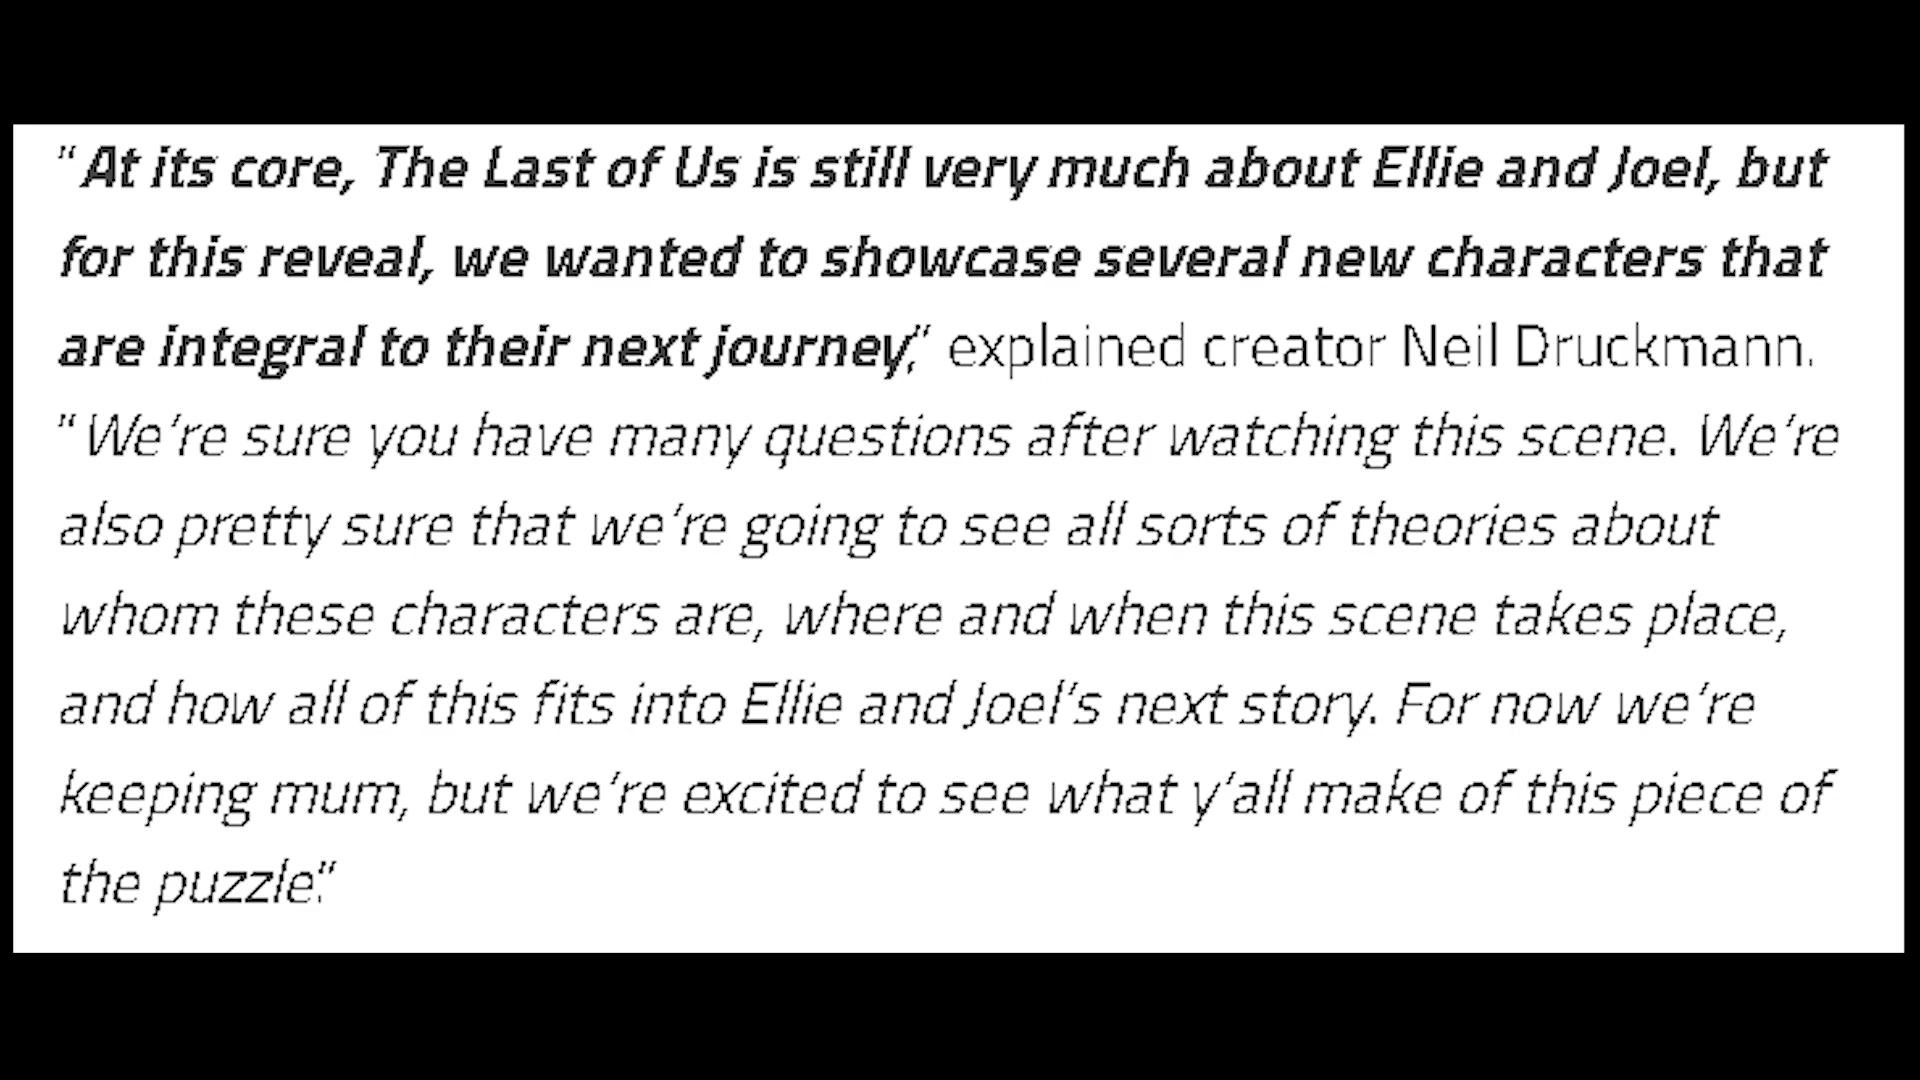 "At its core, The Last of Us is still very much about Ellie and Joel, but
for this reveal, we wanted to showcase several new characters that
are integral to their next journey," explained creator Neil Druckmann.
"We're sure you have many questions after watching this scene. We're
also pretty sure that we're going to see all sorts of theories about
whom these characters are, where and when this scene takes place,
and how all of this fits into Ellie and Joel's next story. For now we're
keeping mum, but we're excited to see what y'all make of this piece of
the puzzle."